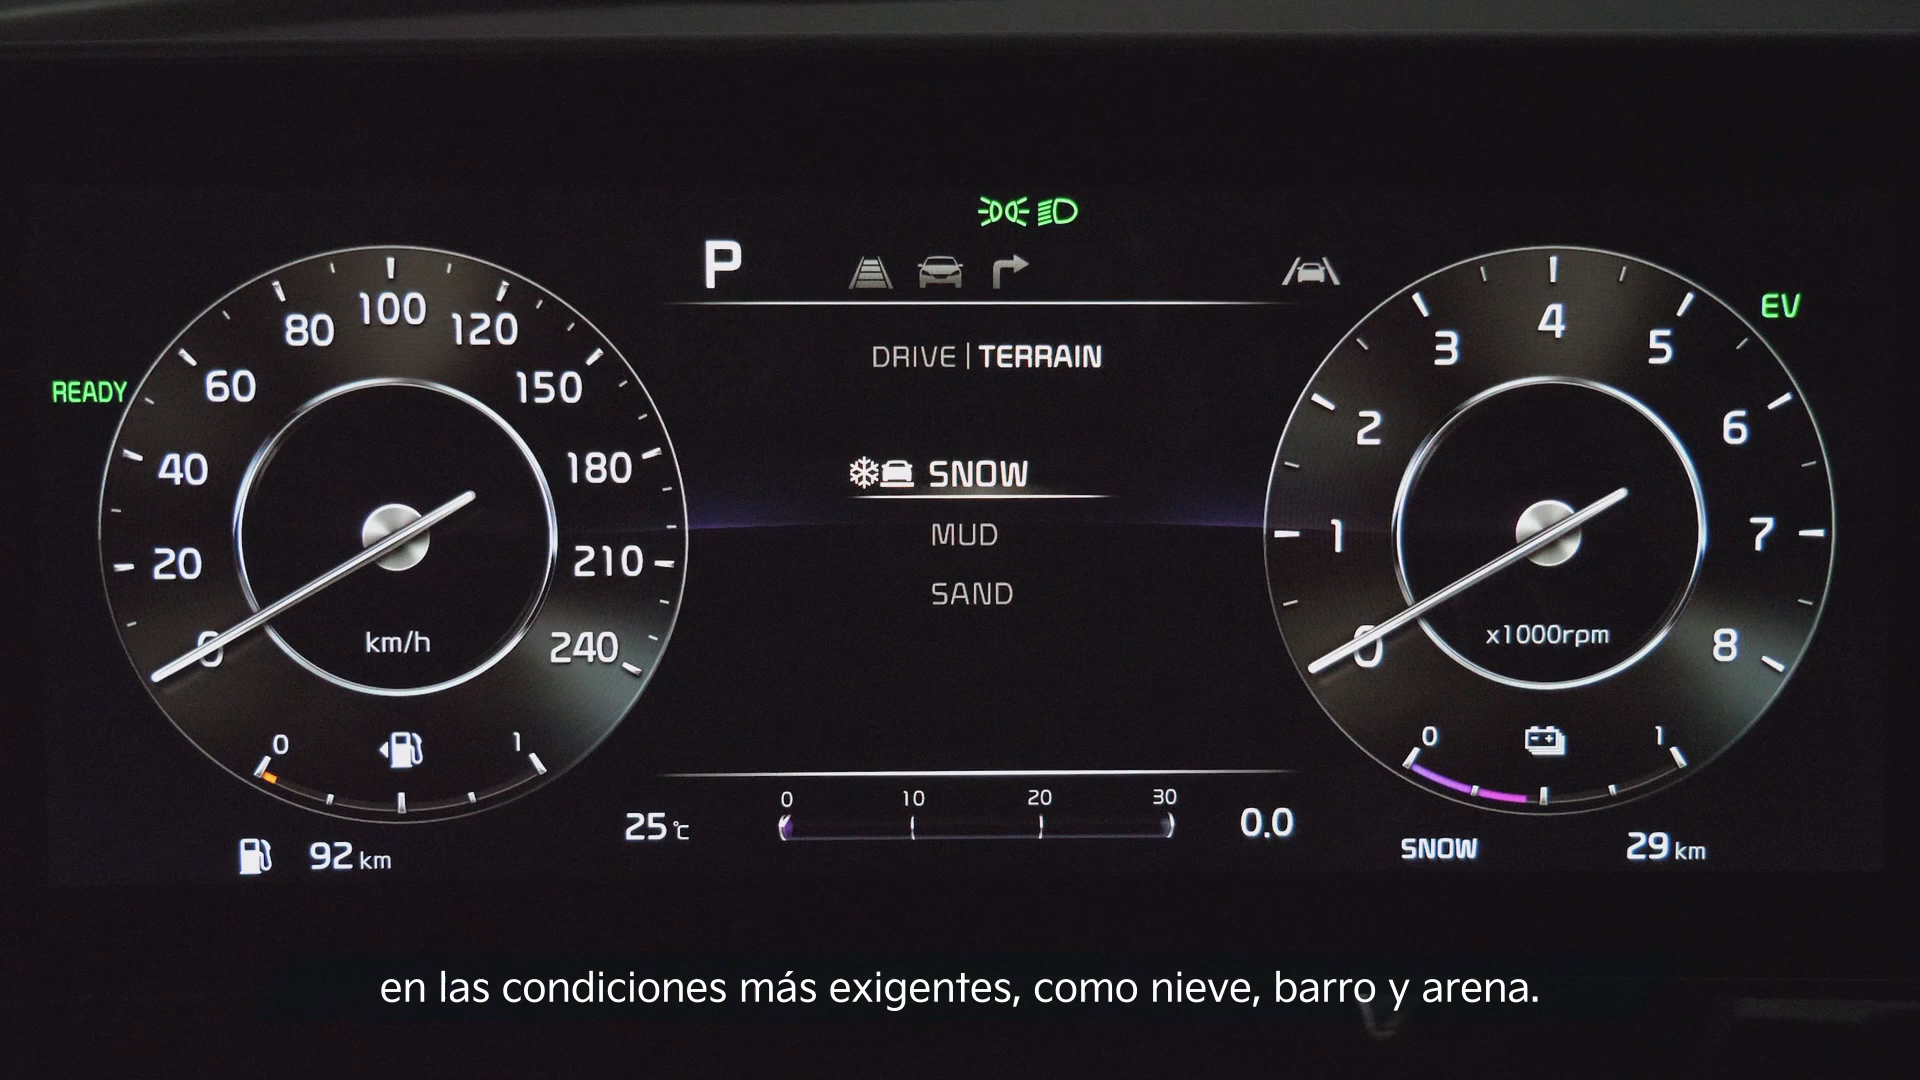 P
DRIVE | TERRAIN
SNOW
MUD
SAND
READY
0
20
40
60
80
100
120
150
180
210
240
km/h
0
1
92 km
25 °C
0
10
20
30
0.0
EV
0
1
2
3
4
5
6
7
8
x1000rpm
0
1
SNOW
29 km
en las condiciones más exigentes, como nieve, barro y arena.